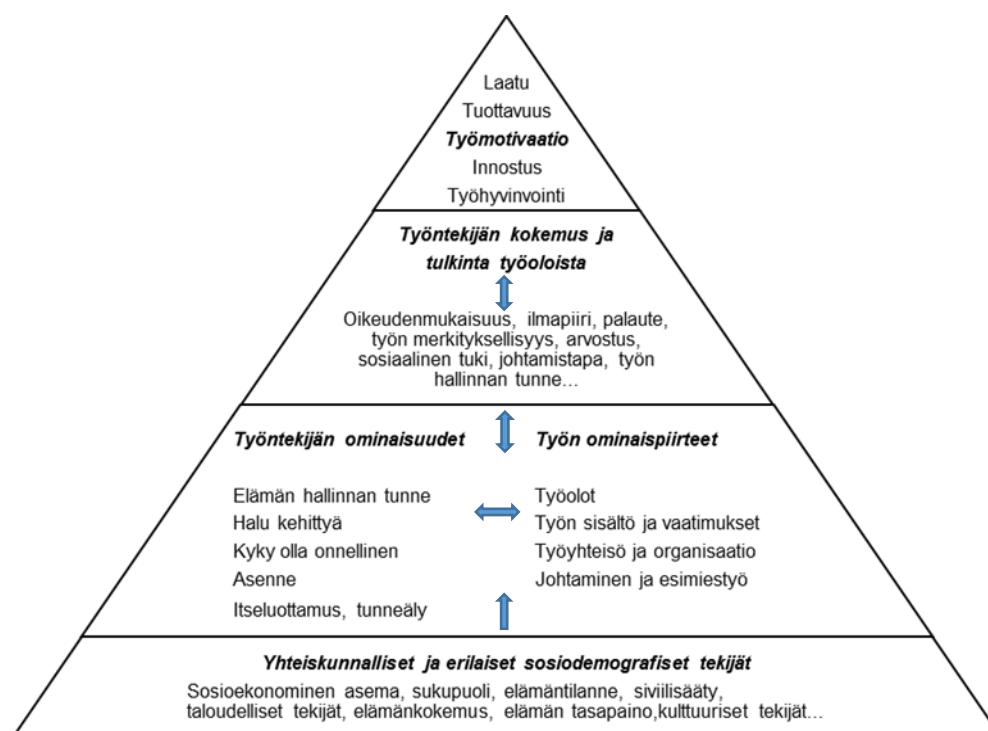 Laatu
Tuottavuus
Työmotivaatio
Innostus
Työhyvinvointi
Työntekijän kokemus ja
tulkinta työoloista
Oikeudenmukaisuus, ilmapiiri, palaute,
työn merkityksellisyys, arvostus,
sosiaalinen tuki, johtamistapa, työn
hallinnan tunne...
Työntekijän ominaisuudet
Elämän hallinnan tunne
Halu kehittyä
Kyky olla onnellinen
Asenne
Itseluottamus, tunneäly
Työn ominaispiirteet
Työolot
Työn sisältö ja vaatimukset
Työyhteisö ja organisaatio
Johtaminen ja esimiestyö
Yhteiskunnalliset ja erilaiset sosiodemografiset tekijät
Sosioekonominen asema, sukupuoli, elämäntilanne, siviilisääty,
taloudelliset tekijät, elämänkokemus, elämän tasapaino,kulttuuriset tekijät...